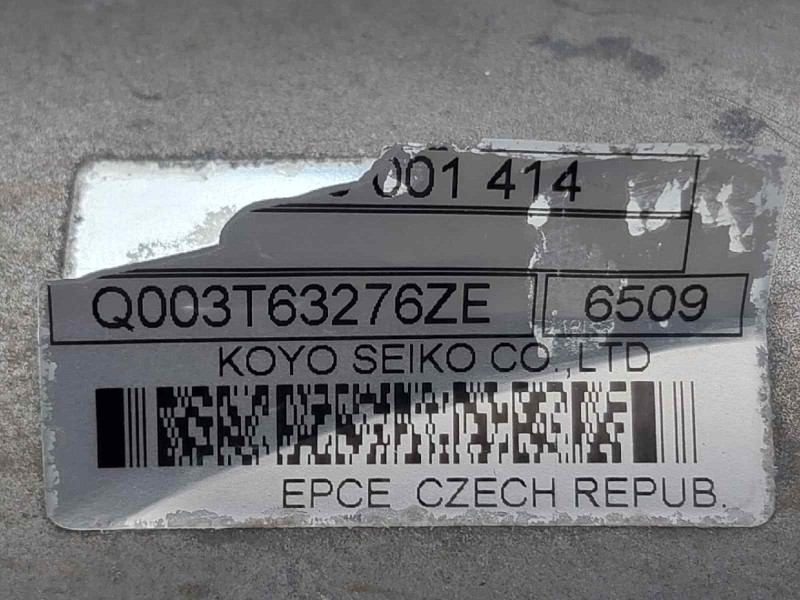 001 414
Q003T63276ZE 6509
KOYO SEIKO CO.,LTD
EPCE CZECH REPUB.